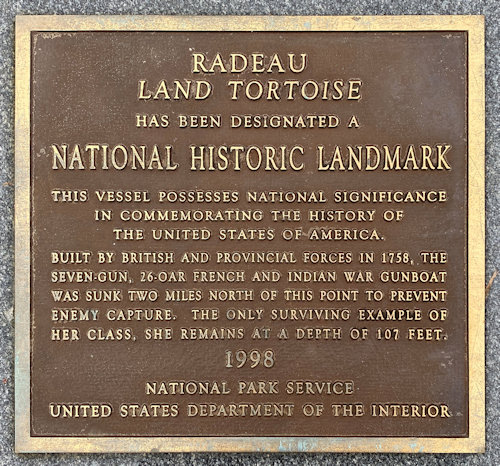 RADEAU
LAND TORTOISE
HAS BEEN DESIGNATED A
NATIONAL HISTORIC LANDMARK
THIS VESSEL POSSESSES NATIONAL SIGNIFICANCE
IN COMMEMORATING THE HISTORY OF
THE UNITED STATES OF AMERICA.
BUILT BY BRITISH AND PROVINCIAL FORCES IN 1758, THE
SEVEN-GUN, 26-OAR FRENCH AND INDIAN WAR GUNBOAT
WAS SUNK TWO MILES NORTH OF THIS POINT TO PREVENT
ENEMY CAPTURE. THE ONLY SURVIVING EXAMPLE OF
HER CLASS, SHE REMAINS AT A DEPTH OF 107 FEET.
1998
NATIONAL PARK SERVICE
UNITED STATES DEPARTMENT OF THE INTERIOR